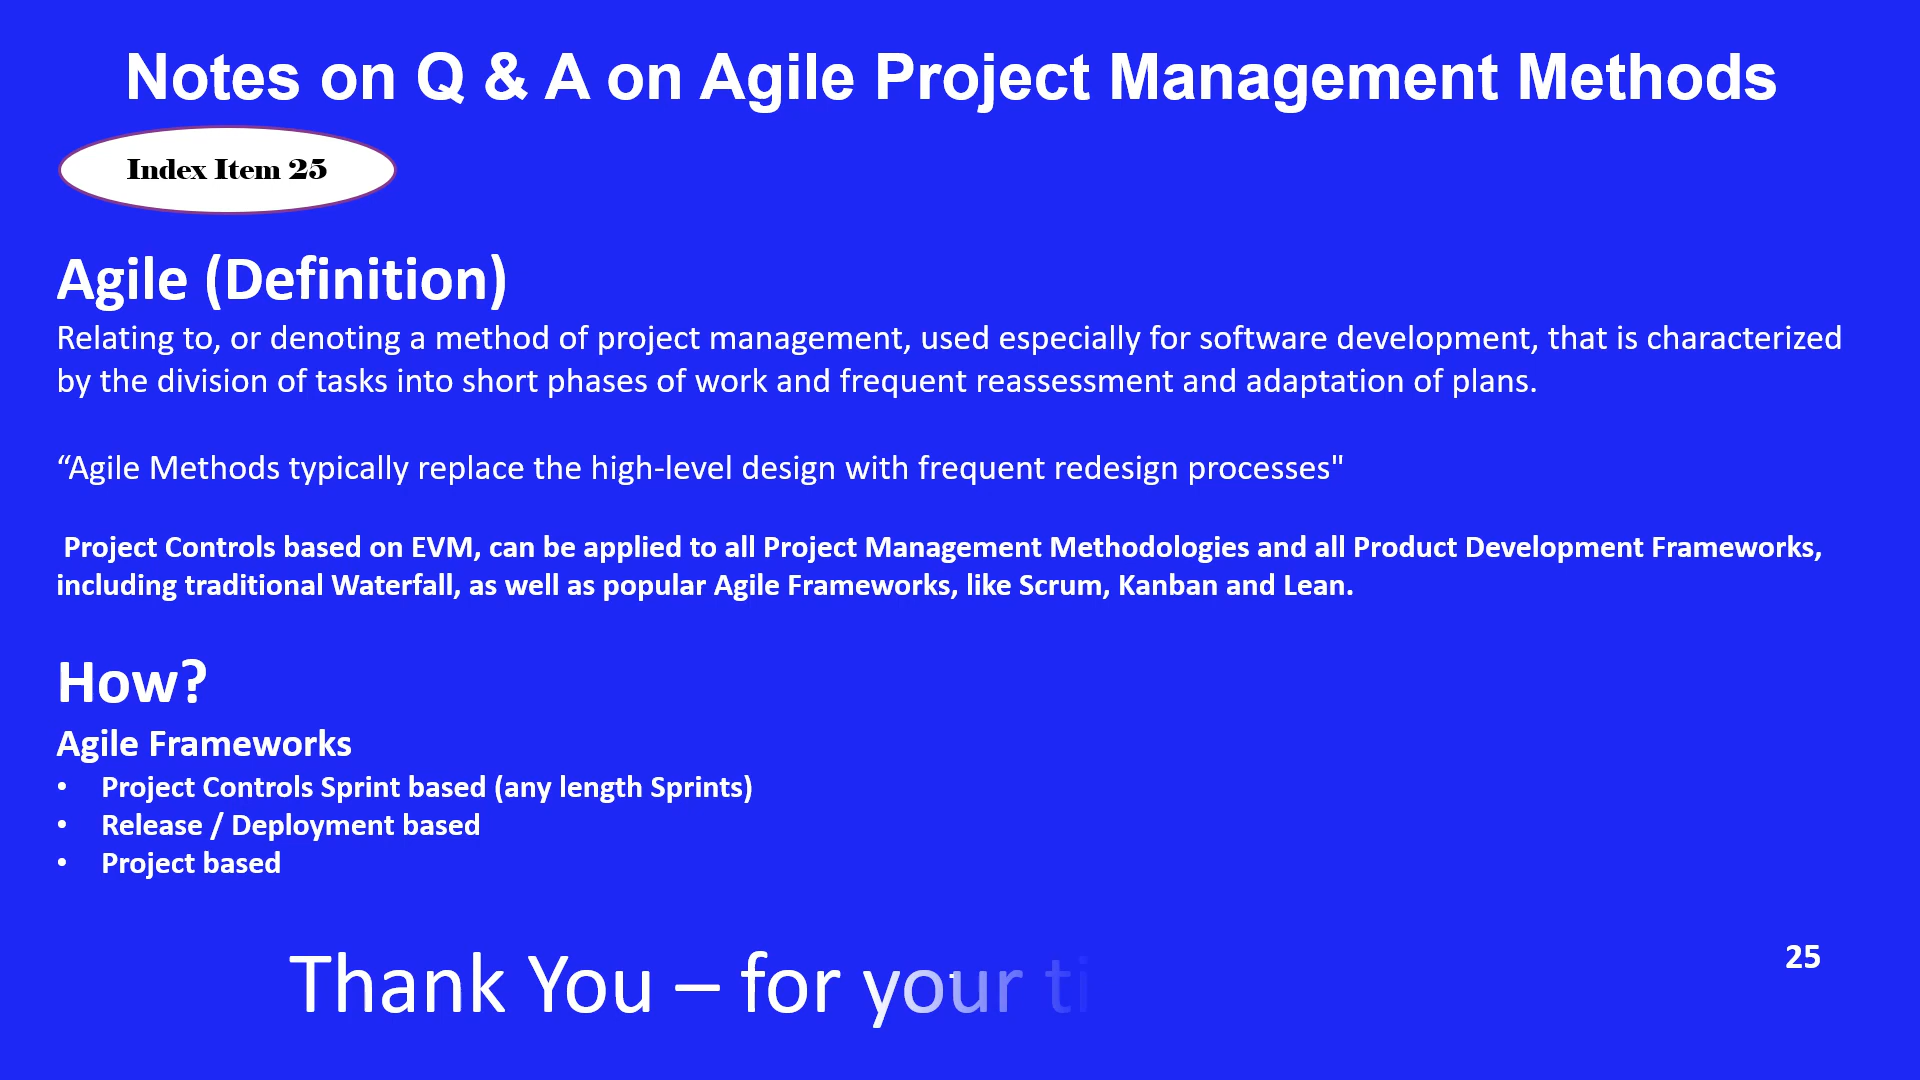 Notes on Q & A on Agile Project Management Methods
Index Item 25
Agile (Definition)
Relating to, or denoting a method of project management, used especially for software development, that is characterized
by the division of tasks into short phases of work and frequent reassessment and adaptation of plans.
“Agile Methods typically replace the high-level design with frequent redesign processes"
Project Controls based on EVM, can be applied to all Project Management Methodologies and all Product Development Frameworks,
including traditional Waterfall, as well as popular Agile Frameworks, like Scrum, Kanban and Lean.
How?
Agile Frameworks
• Project Controls Sprint based (any length Sprints)
• Release / Deployment based
• Project based
Thank You – for your ti
25